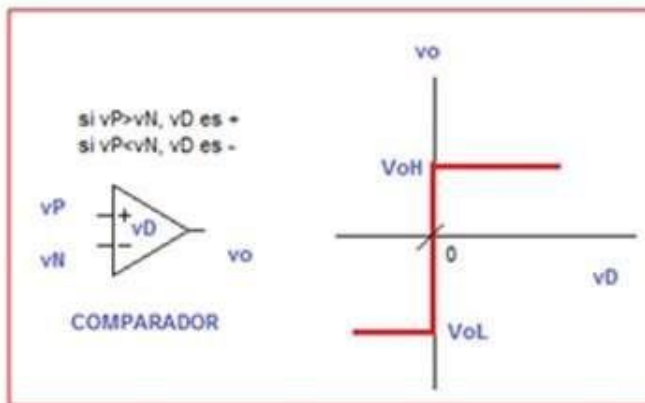 si vP>vN, vD es +
si vP<vN, vD es -
vP
+
vD
vN
-
vo
COMPARADOR
vo
VoH
0
vD
VoL